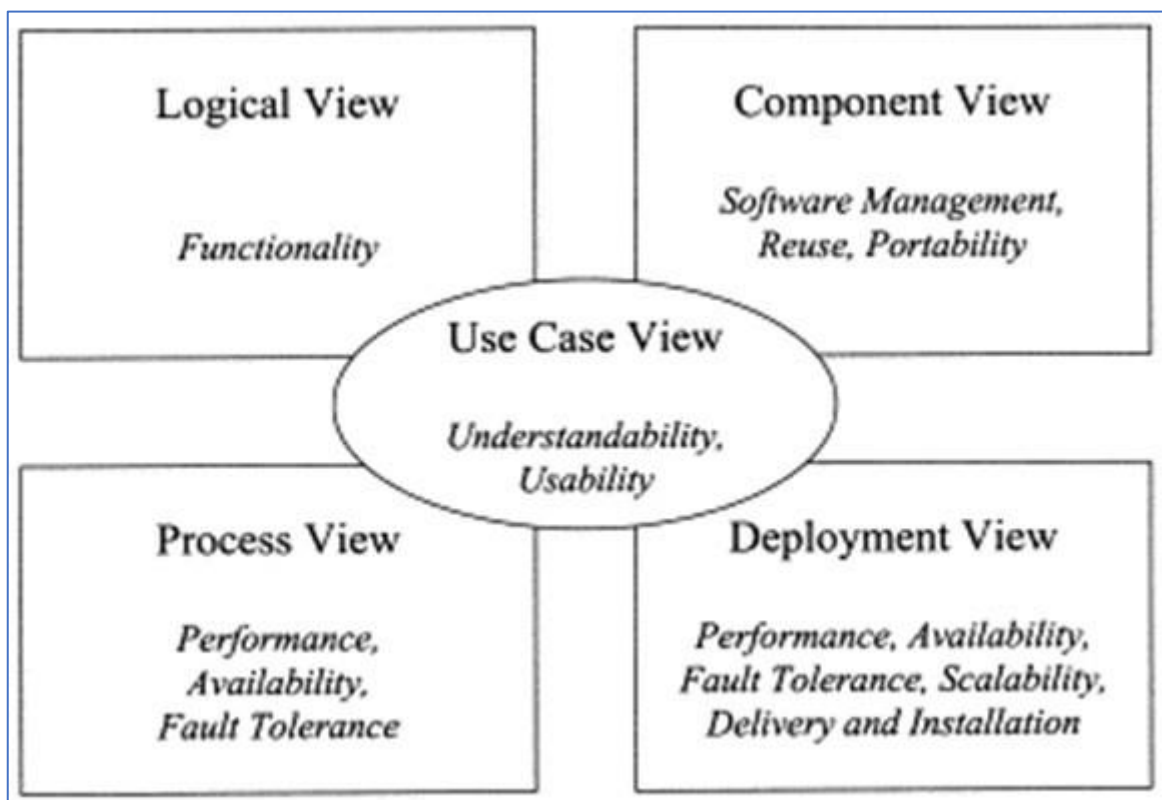 Logical View
Functionality
Component View
Software Management,
Reuse, Portability
Use Case View
Understandability,
Usability
Process View
Performance,
Availability,
Fault Tolerance
Deployment View
Performance, Availability,
Fault Tolerance, Scalability,
Delivery and Installation